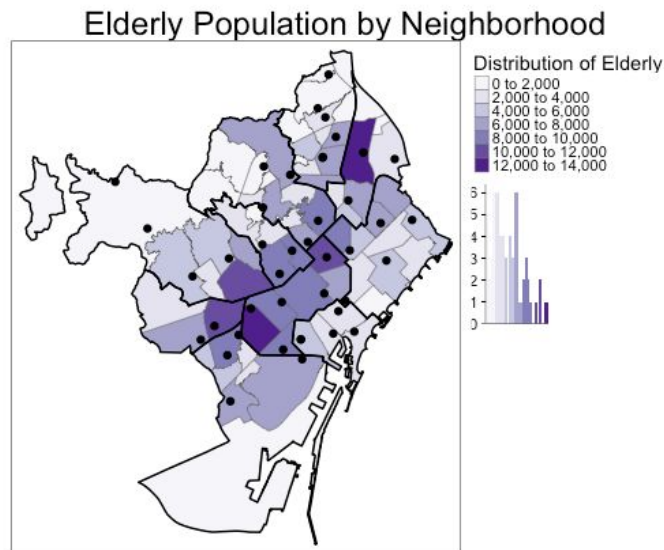 Elderly Population by Neighborhood
Distribution of Elderly
0 to 2,000
2,000 to 4,000
4,000 to 6,000
6,000 to 8,000
8,000 to 10,000
10,000 to 12,000
12,000 to 14,000
6
5
4
3
2
1
0